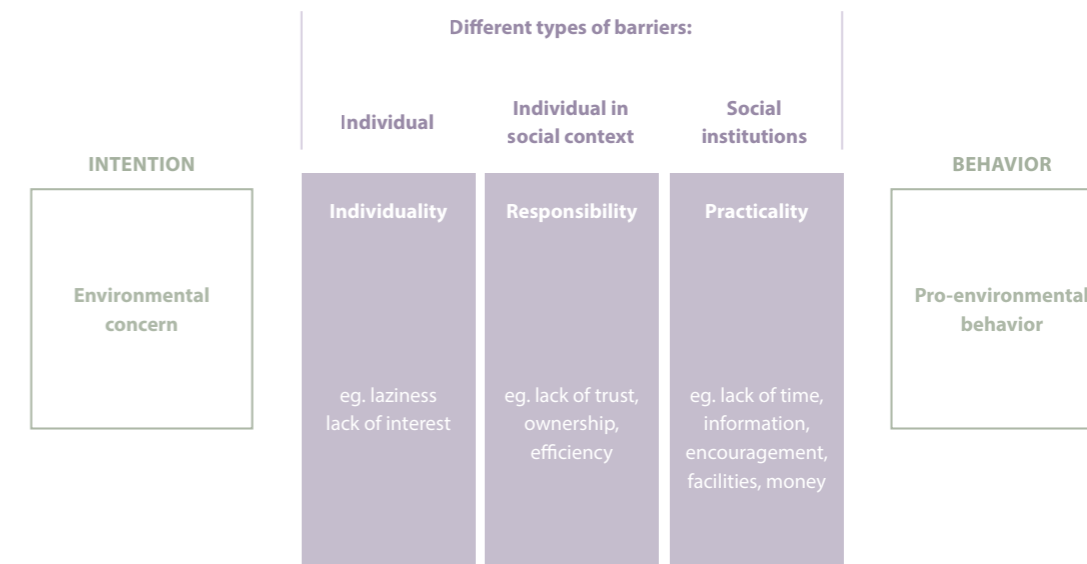 Different types of barriers:
Individual
Individual in
social context
Social
institutions
INTENTION
Environmental
concern
Individuality
eg. laziness
lack of interest
Responsibility
eg. lack of trust,
ownership,
efficiency
Practicality
eg. lack of time,
information,
encouragement,
facilities, money
BEHAVIOR
Pro-environmental
behavior